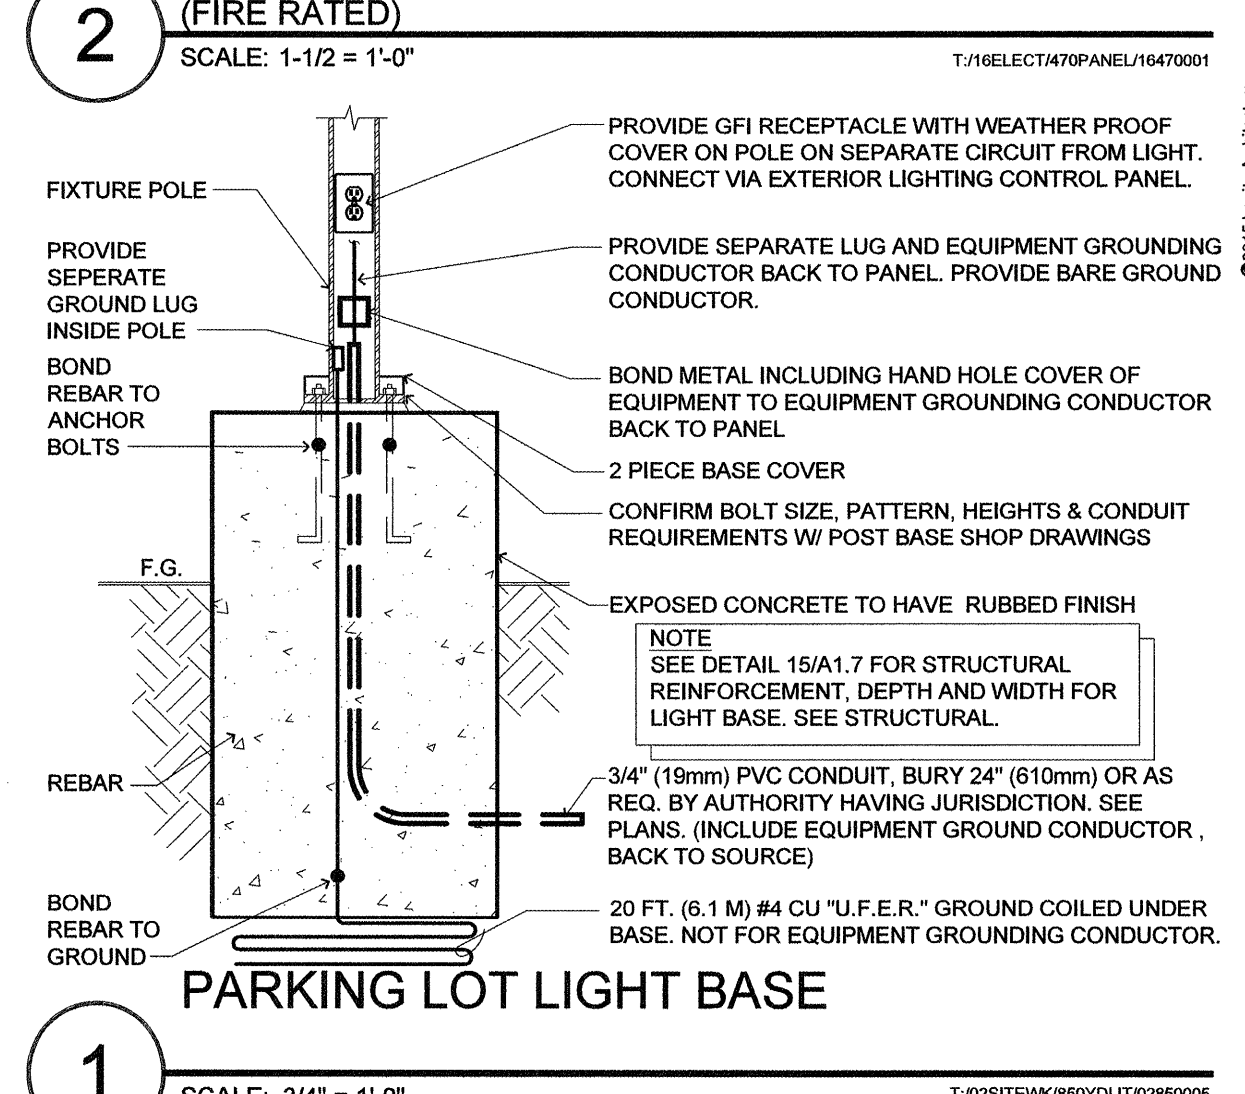 2
(FIRE RATED)
SCALE: 1-1/2 = 1'-0"
T:/16ELECT/470PANEL/16470001
PROVIDE GFI RECEPTACLE WITH WEATHER PROOF
COVER ON POLE ON SEPARATE CIRCUIT FROM LIGHT.
CONNECT VIA EXTERIOR LIGHTING CONTROL PANEL.
FIXTURE POLE
PROVIDE
SEPERATE
GROUND LUG
INSIDE POLE
PROVIDE SEPARATE LUG AND EQUIPMENT GROUNDING
CONDUCTOR BACK TO PANEL. PROVIDE BARE GROUND
CONDUCTOR.
BOND
REBAR TO
ANCHOR
BOLTS
BOND METAL INCLUDING HAND HOLE COVER OF
EQUIPMENT TO EQUIPMENT GROUNDING CONDUCTOR
BACK TO PANEL
2 PIECE BASE COVER
CONFIRM BOLT SIZE, PATTERN, HEIGHTS & CONDUIT
REQUIREMENTS W/ POST BASE SHOP DRAWINGS
F.G.
EXPOSED CONCRETE TO HAVE RUBBED FINISH
NOTE
SEE DETAIL 15/A1.7 FOR STRUCTURAL
REINFORCEMENT, DEPTH AND WIDTH FOR
LIGHT BASE. SEE STRUCTURAL.
REBAR
3/4" (19mm) PVC CONDUIT, BURY 24" (610mm) OR AS
REQ. BY AUTHORITY HAVING JURISDICTION. SEE
PLANS. (INCLUDE EQUIPMENT GROUND CONDUCTOR ,
BACK TO SOURCE)
BOND
REBAR TO
GROUND
20 FT. (6.1 M) #4 CU "U.F.E.R." GROUND COILED UNDER
BASE. NOT FOR EQUIPMENT GROUNDING CONDUCTOR.
PARKING LOT LIGHT BASE
1
SCALE: 3/4" = 1'-0"